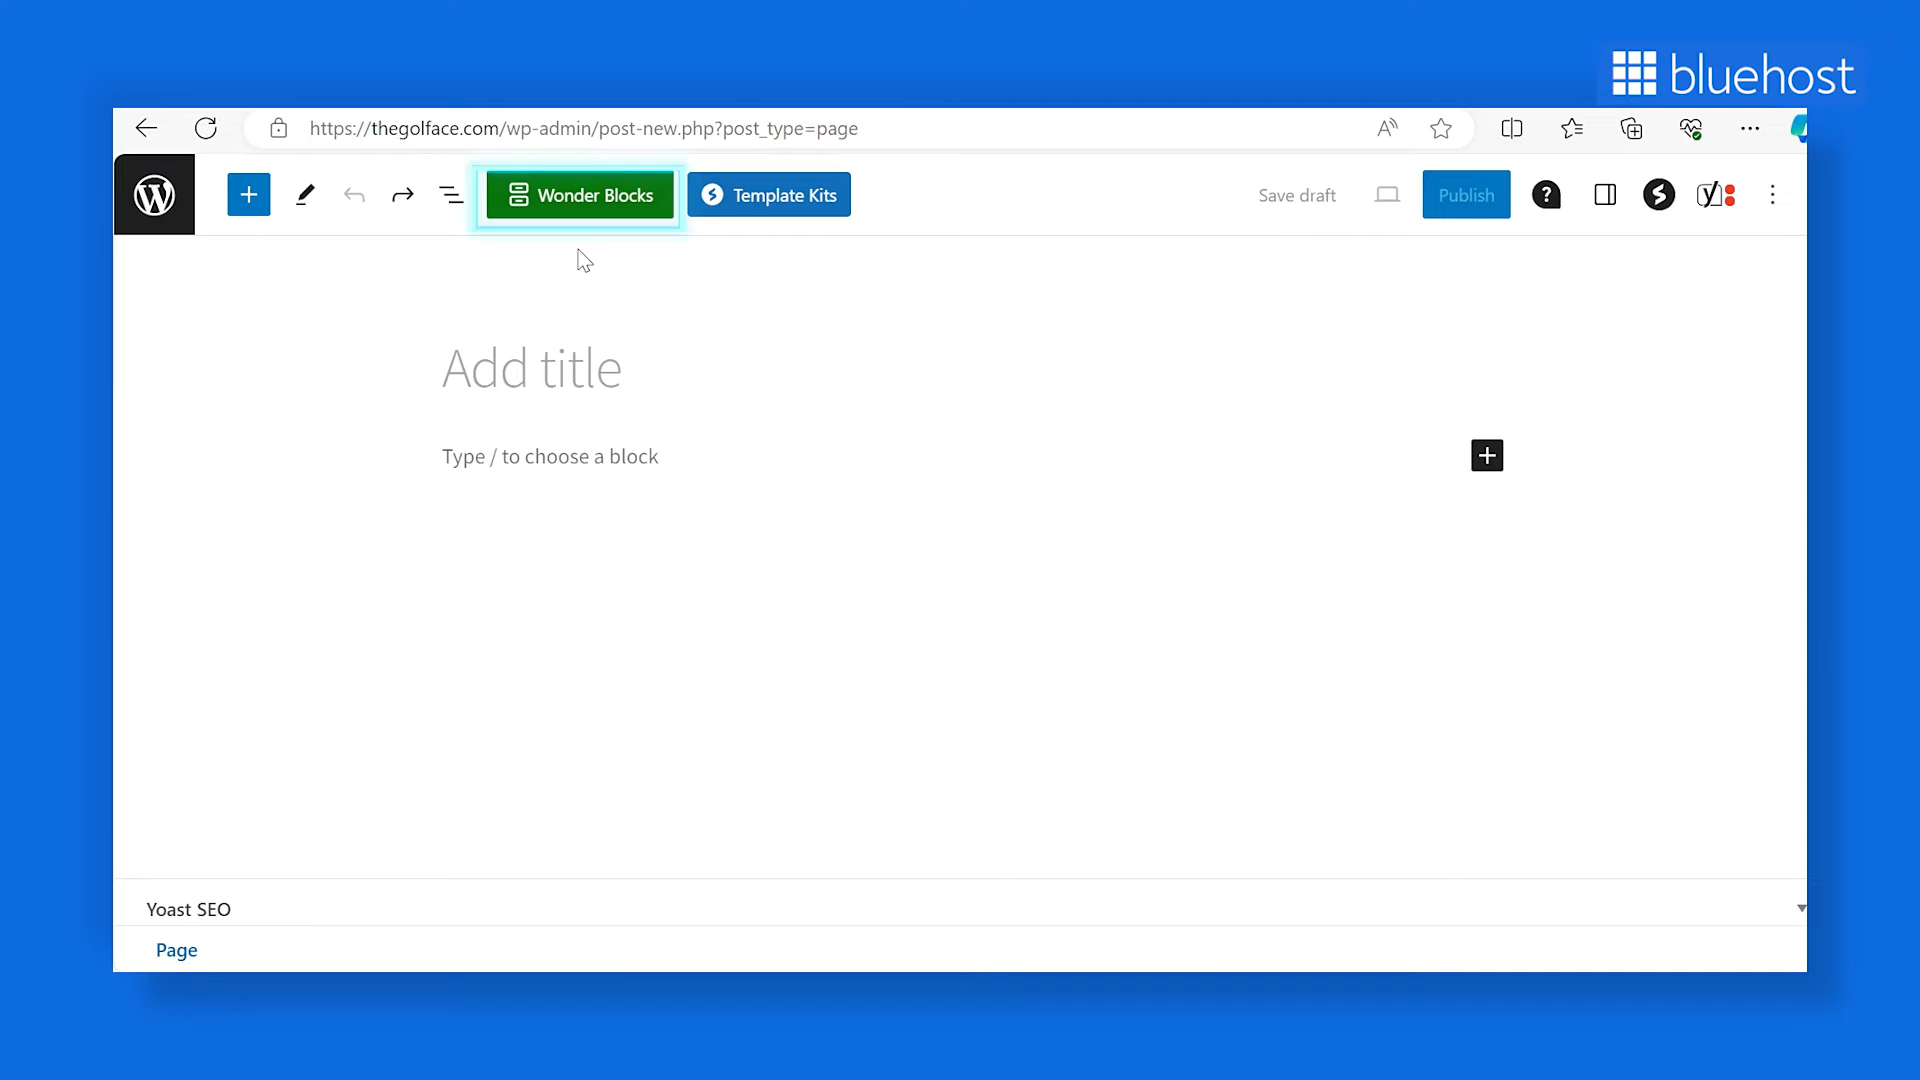 bluehost
https://thegolface.com/wp-admin/post-new.php?post_type=page
Wonder Blocks
Template Kits
Save draft
Publish
Add title
Type / to choose a block
Yoast SEO
Page